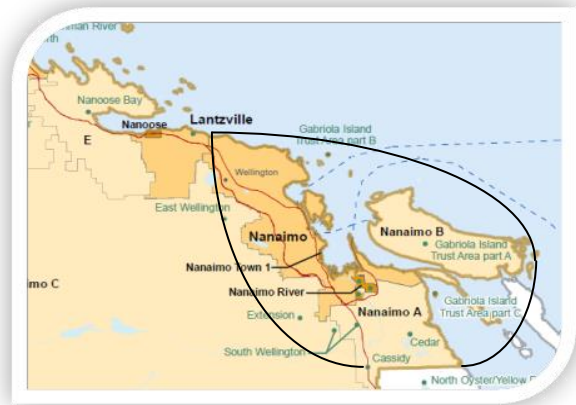 Nanoose Bay
Nanoose
Lantzville
E
Gabriola Island
Trust Area part B
Wellington
East Wellington
Nanaimo
Nanaimo B
Gabriola Island
Trust Area part A
Nanaimo Town 1
Nanaimo River
mo C
Extension
Nanaimo A
Gabriola Island
Trust Area part C
Cedar
South Wellington
Cassidy
North Oyster/Yellow